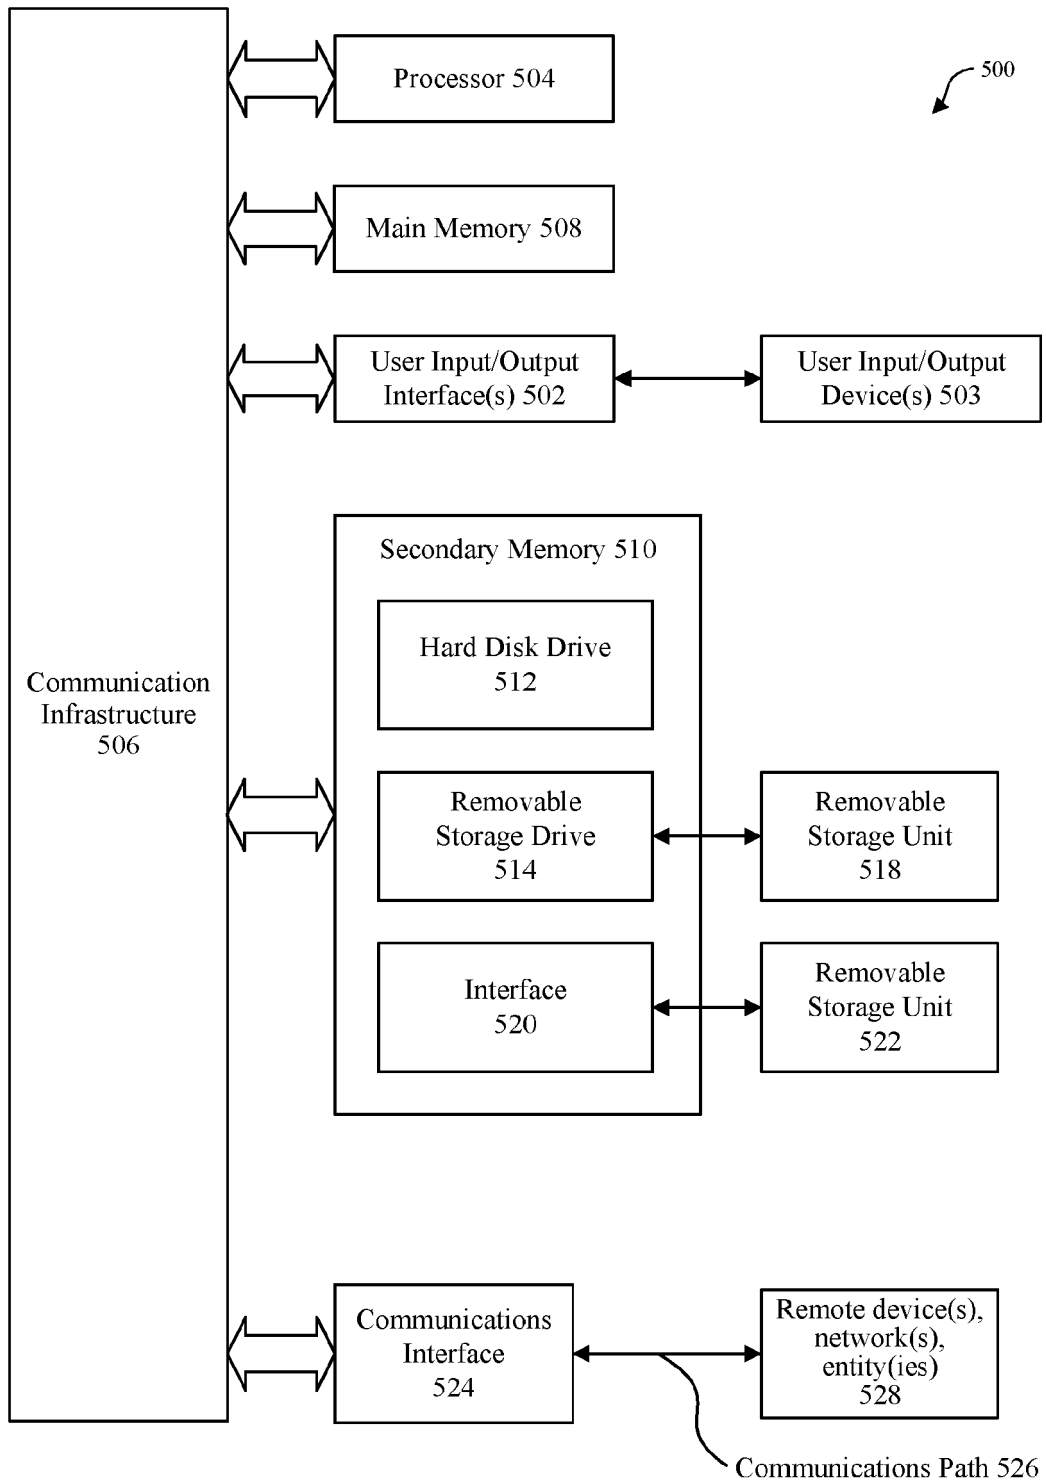 Processor 504
500
Main Memory 508
User Input/Output
Interface(s) 502
User Input/Output
Device(s) 503
Secondary Memory 510
Hard Disk Drive
512
Communication
Infrastructure
506
Removable
Storage Drive
514
Removable
Storage Unit
518
Interface
520
Removable
Storage Unit
522
Communications
Interface
524
Remote device(s),
network(s),
entity(ies)
528
Communications Path 526